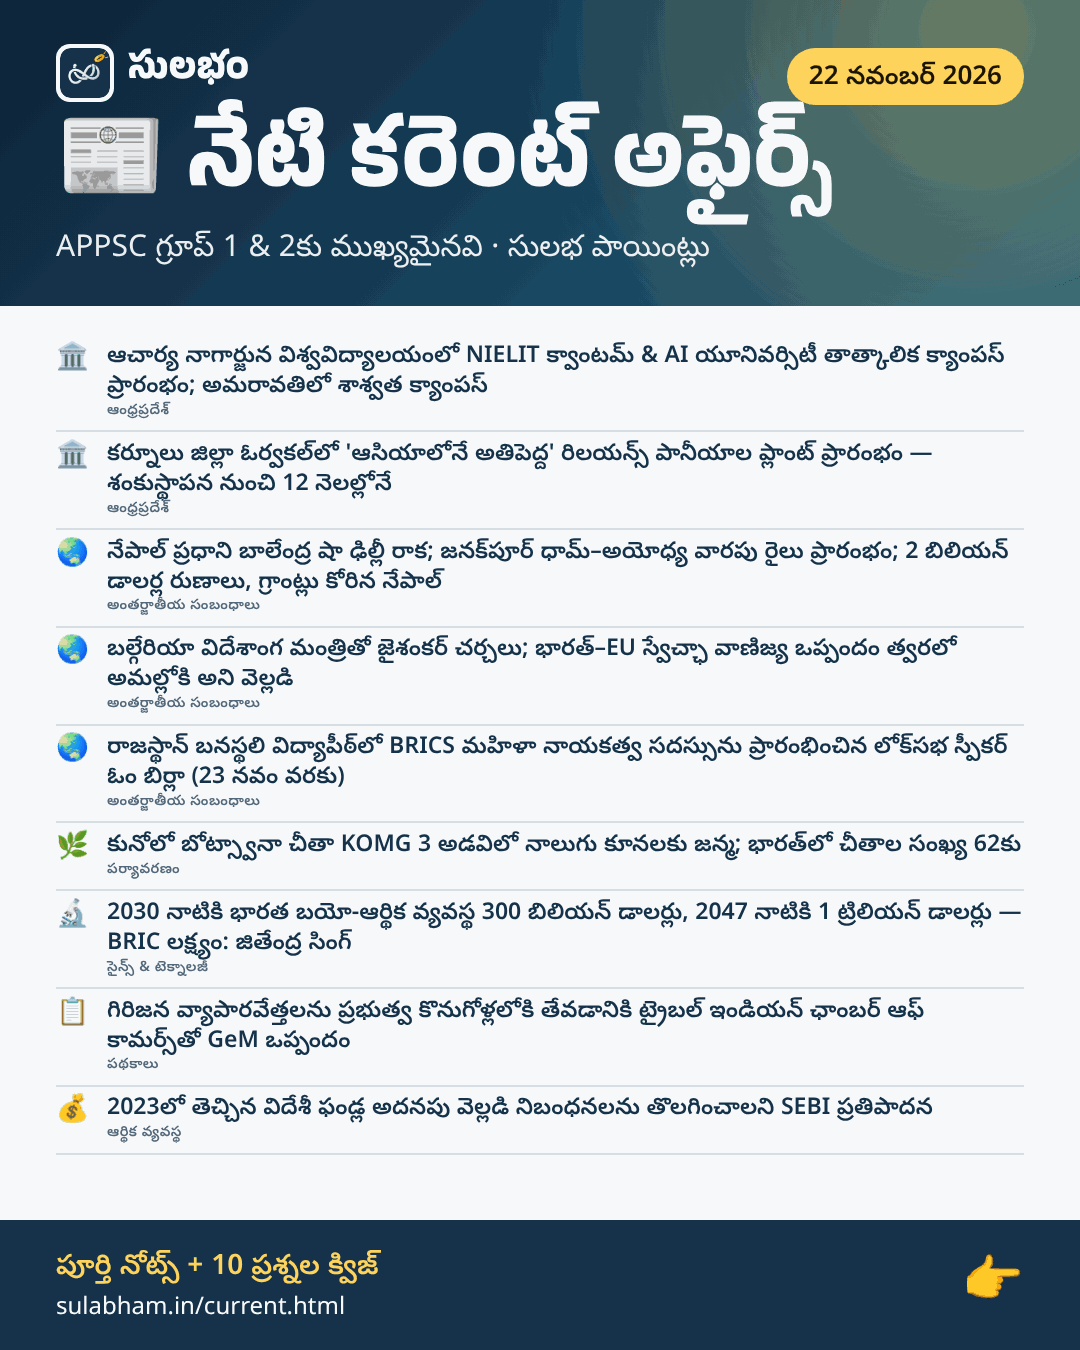 సులభం
22 నవంబర్ 2026
నేటి కరెంట్ అఫైర్స్
APPSC గ్రూప్ 1 & 2కు ముఖ్యమైనవి · సులభ పాయింట్లు
ఆచార్య నాగార్జున విశ్వవిద్యాలయంలో NIELIT క్వాంటమ్ & AI యూనివర్సిటీ తాత్కాలిక క్యాంపస్
ప్రారంభం; అమరావతిలో శాశ్వత క్యాంపస్
ఆంధ్రప్రదేశ్
కర్నూలు జిల్లా ఓర్వకల్‌లో 'ఆసియాలోనే అతిపెద్ద' రిలయన్స్ పానీయాల ప్లాంట్ ప్రారంభం —
శంకుస్థాపన నుంచి 12 నెలల్లోనే
ఆంధ్రప్రదేశ్
నేపాల్ ప్రధాని బాలేంద్ర షా ఢిల్లీ రాక; జనక్‌పూర్ ధామ్–అయోధ్య వారపు రైలు ప్రారంభం; 2 బిలియన్
డాలర్ల రుణాలు, గ్రాంట్లు కోరిన నేపాల్
అంతర్జాతీయ సంబంధాలు
బల్గేరియా విదేశాంగ మంత్రితో జైశంకర్ చర్చలు; భారత్–EU స్వేచ్ఛా వాణిజ్య ఒప్పందం త్వరలో
అమల్లోకి అని వెల్లడి
అంతర్జాతీయ సంబంధాలు
రాజస్థాన్ బనస్థలి విద్యాపీఠ్‌లో BRICS మహిళా నాయకత్వ సదస్సును ప్రారంభించిన లోక్‌సభ స్పీకర్
ఓం బిర్లా (23 నవం వరకు)
అంతర్జాతీయ సంబంధాలు
కునోలో బోట్స్వానా చీతా KOMG 3 అడవిలో నాలుగు కూనలకు జన్మ; భారత్‌లో చీతాల సంఖ్య 62కు
పర్యావరణం
2030 నాటికి భారత బయో-ఆర్థిక వ్యవస్థ 300 బిలియన్ డాలర్లు, 2047 నాటికి 1 ట్రిలియన్ డాలర్లు —
BRIC లక్ష్యం: జితేంద్ర సింగ్
సైన్స్ & టెక్నాలజీ
గిరిజన వ్యాపారవేత్తలను ప్రభుత్వ కొనుగోళ్లలోకి తేవడానికి ట్రైబల్ ఇండియన్ ఛాంబర్ ఆఫ్
కామర్స్‌తో GeM ఒప్పందం
పథకాలు
2023లో తెచ్చిన విదేశీ ఫండ్ల అదనపు వెల్లడి నిబంధనలను తొలగించాలని SEBI ప్రతిపాదన
ఆర్థిక వ్యవస్థ
పూర్తి నోట్స్ + 10 ప్రశ్నల క్విజ్
sulabham.in/current.html